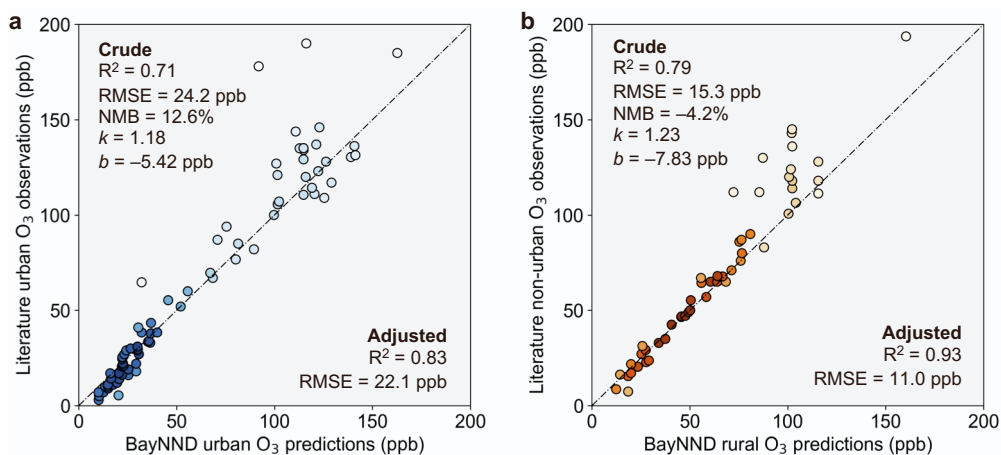 a
200
150
100
50
0
Literature urban O3 observations (ppb)
Crude
R² = 0.71
RMSE = 24.2 ppb
NMB = 12.6%
k = 1.18
b = –5.42 ppb
Adjusted
R² = 0.83
RMSE = 22.1 ppb
0 50 100 150 200
BayNND urban O3 predictions (ppb)
b
200
150
100
50
0
Literature non-urban O3 observations (ppb)
Crude
R² = 0.79
RMSE = 15.3 ppb
NMB = –4.2%
k = 1.23
b = –7.83 ppb
Adjusted
R² = 0.93
RMSE = 11.0 ppb
0 50 100 150 200
BayNND rural O3 predictions (ppb)